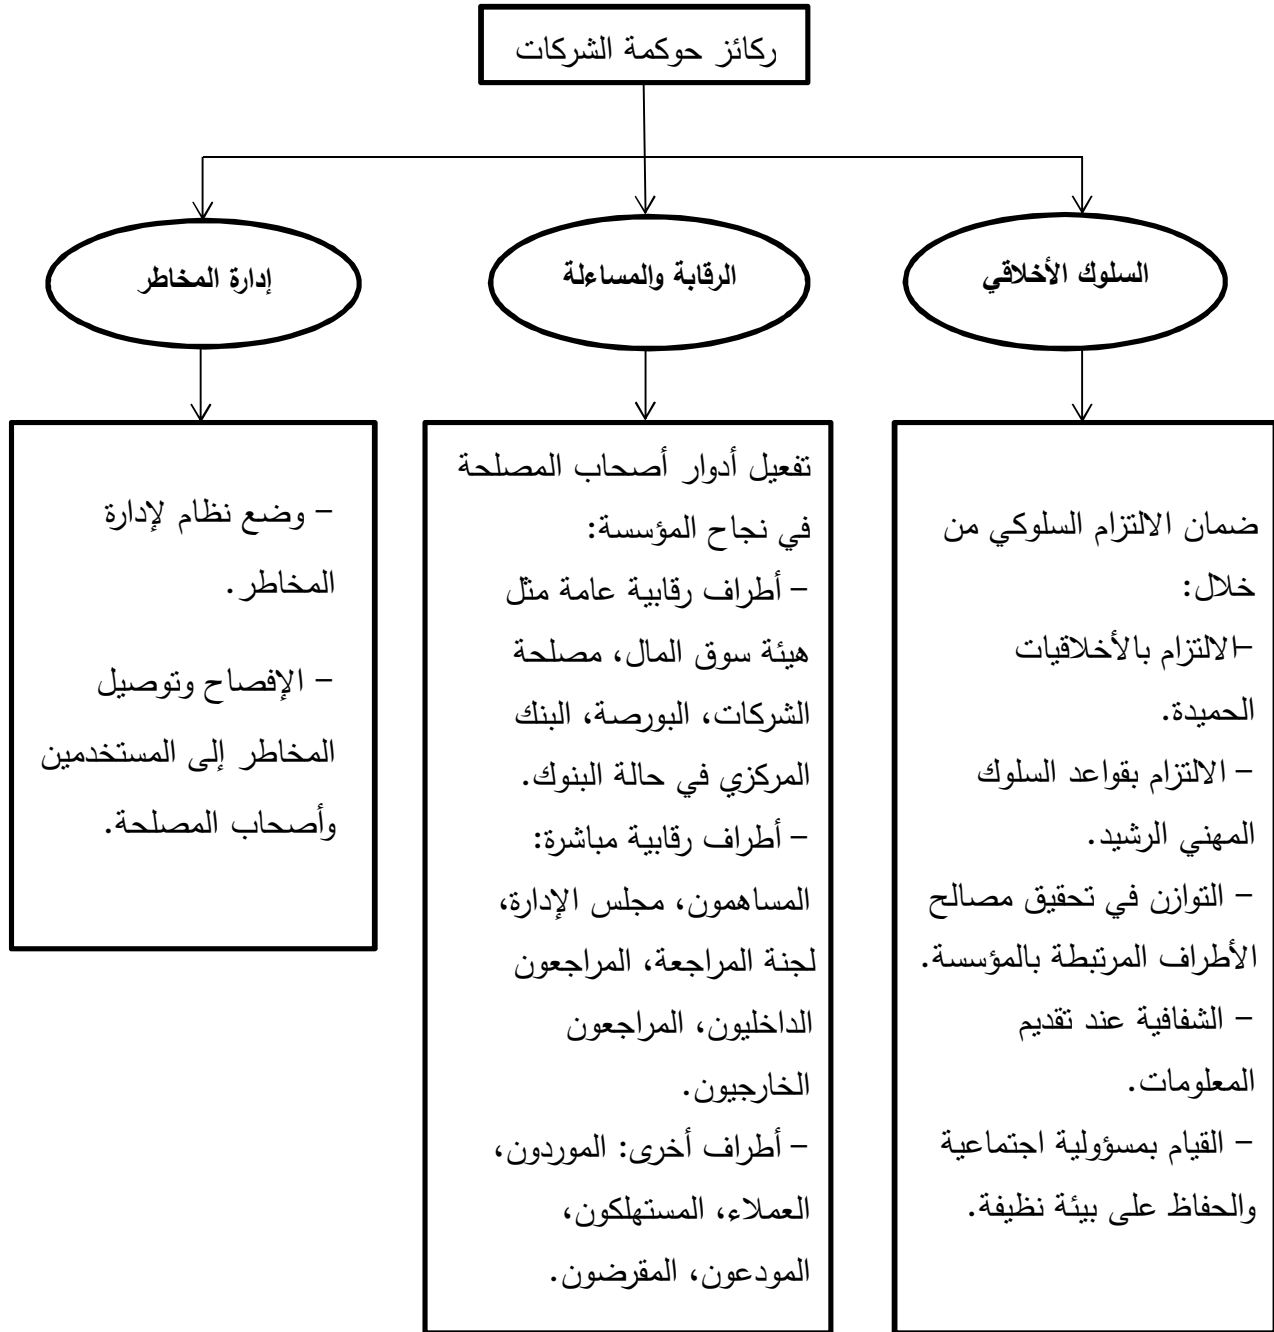 ركائز حوكمة الشركات
السلوك الأخلاقي
الرقابة والمساءلة
إدارة المخاطر
ضمان الالتزام السلوكي من
خلال:
-الالتزام بالأخلاقيات
الحميدة.
- الالتزام بقواعد السلوك
المهني الرشيد.
- التوازن في تحقيق مصالح
الأطراف المرتبطة بالمؤسسة.
- الشفافية عند تقديم
المعلومات.
- القيام بمسؤولية اجتماعية
والحفاظ على بيئة نظيفة.
تفعيل أدوار أصحاب المصلحة
في نجاح المؤسسة:
- أطراف رقابية عامة مثل
هيئة سوق المال، مصلحة
الشركات، البورصة، البنك
المركزي في حالة البنوك.
- أطراف رقابية مباشرة:
المساهمون، مجلس الإدارة،
لجنة المراجعة، المراجعون
الداخليون، المراجعون
الخارجيون.
- أطراف أخرى: الموردون،
العملاء، المستهلكون،
المودعون، المقرضون.
- وضع نظام لإدارة
المخاطر.
- الإفصاح وتوصيل
المخاطر إلى المستخدمين
وأصحاب المصلحة.